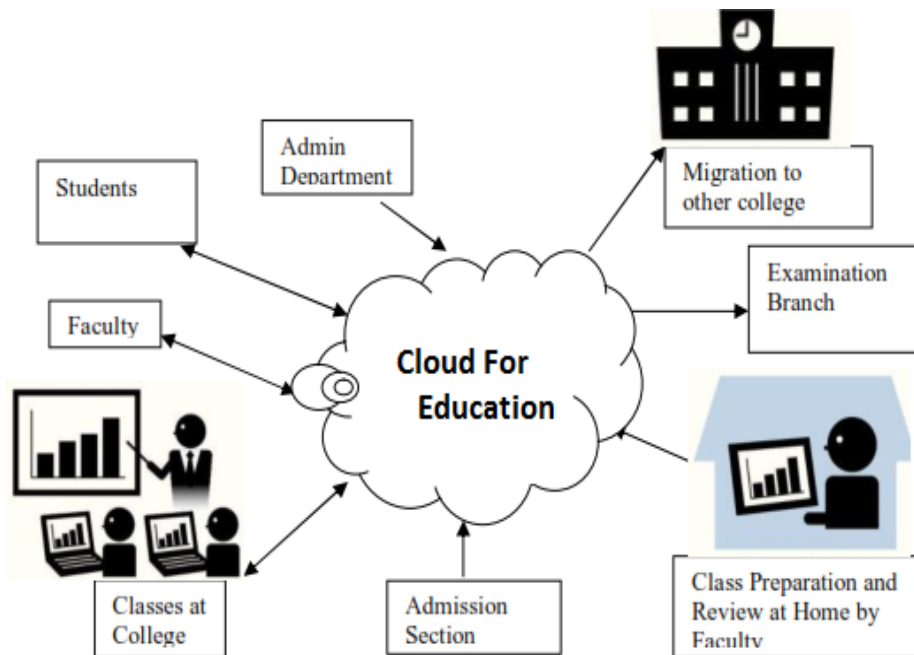 Admin
Department
Students
Migration to
other college
Faculty
Examination
Branch
Cloud For
Education
Classes at
College
Admission
Section
Class Preparation and
Review at Home by
Faculty